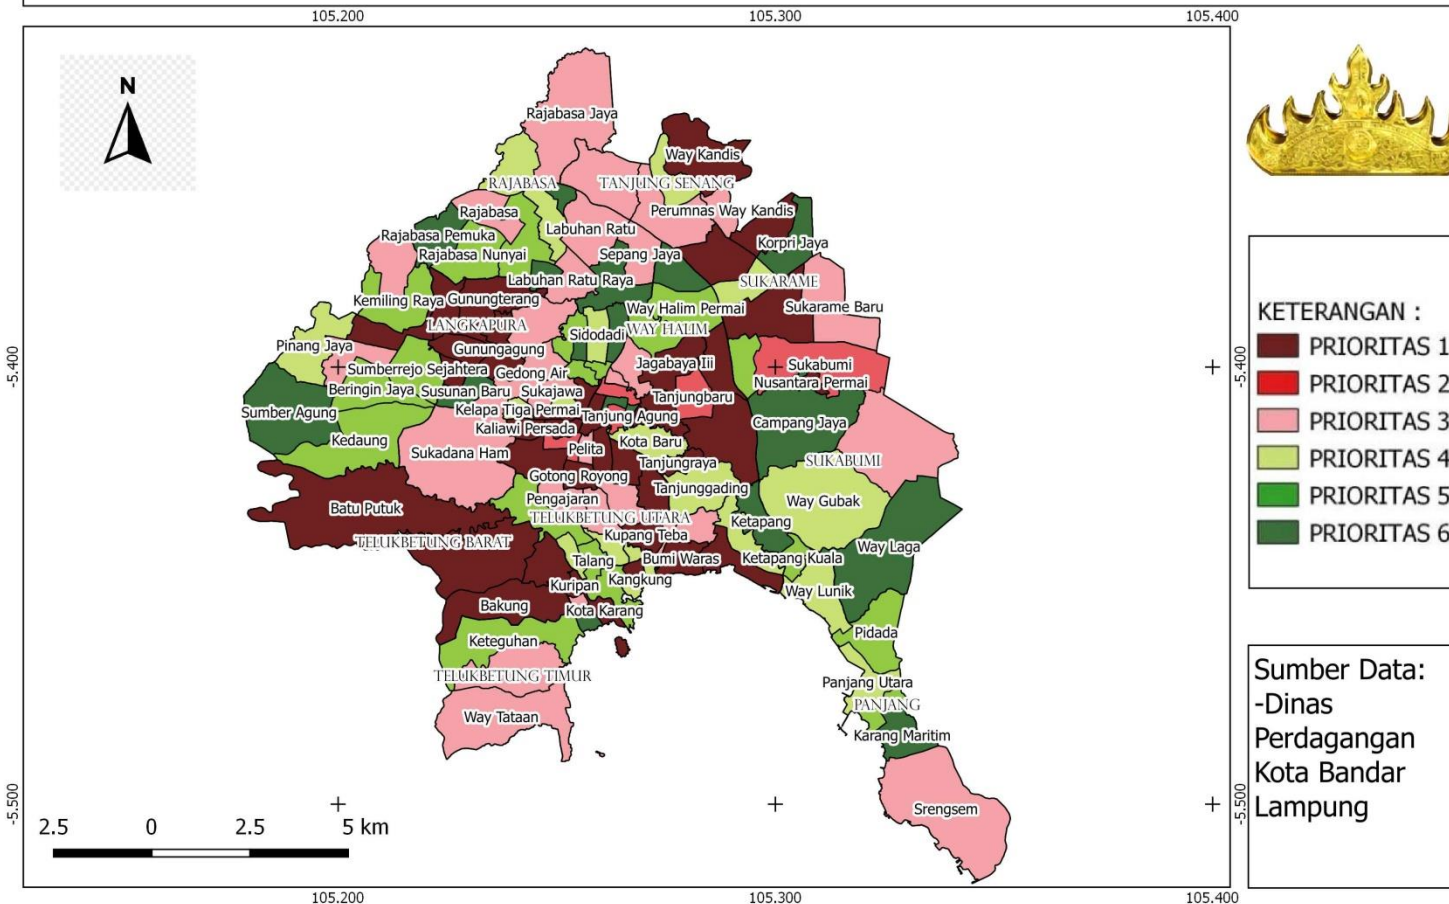 105.200
105.300
105.400
N
Rajabasa Jaya
Way Kandis
RAJABASA
TANJUNG SENANG
Rajabasa
Perumnas Way Kandis
Labuhan Ratu
Rajabasa Pemuka
Korpri Jaya
Rajabasa Nunyai
Sepang Jaya
Labuhan Ratu Raya
SUKARAME
Kemiling Raya
Gunungterang
Way Halim Permai
Sukarame Baru
LANGKAPURA
Sidodadi
WAY HALIM
Pinang Jaya
Gunungagung
Jagabaya Iii
Sukabumi
Sumberrejo Sejahtera
Gedong Air
Nusantara Permai
Beringin Jaya
Susunan Baru
Sukajawa
Tanjungbaru
Sumber Agung
Kelapa Tiga Permai
Tanjung Agung
Campang Jaya
Kaliawi Persada
Kedaung
Kota Baru
Sukadana Ham
Pelita
SUKABUMI
Tanjungraya
Gotong Royong
Tanjunggading
Pengajaran
Way Gubak
Batu Putuk
TELUKBETUNG UTARA
Ketapang
TELUKBETUNG BARAT
Kupang Teba
Way Laga
Talang
Bumi Waras
Ketapang Kuala
Kuripan
Kangkung
Way Lunik
Bakung
Kota Karang
Keteguhan
Pidada
TELUKBETUNG TIMUR
Panjang Utara
PANJANG
Way Tataan
Karang Maritim
Srengsem
-5.400
-5.400
-5.500
-5.500
2.5 0 2.5 5 km
105.200
105.300
105.400
KETERANGAN :
PRIORITAS 1
PRIORITAS 2
PRIORITAS 3
PRIORITAS 4
PRIORITAS 5
PRIORITAS 6
Sumber Data:
-Dinas
Perdagangan
Kota Bandar
Lampung